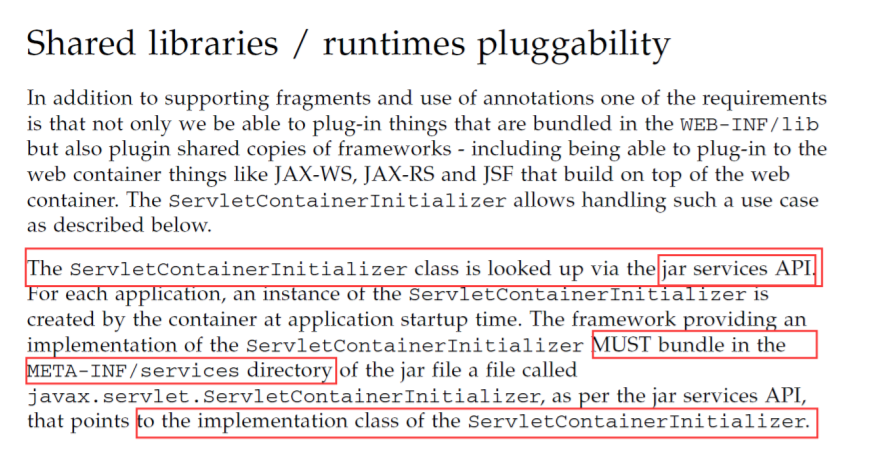 Shared libraries / runtimes pluggability
In addition to supporting fragments and use of annotations one of the requirements
is that not only we be able to plug-in things that are bundled in the WEB-INF/lib
but also plugin shared copies of frameworks - including being able to plug-in to the
web container things like JAX-WS, JAX-RS and JSF that build on top of the web
container. The ServletContainerInitializer allows handling such a use case
as described below.
The ServletContainerInitializer class is looked up via the jar services API.
For each application, an instance of the ServletContainerInitializer is
created by the container at application startup time. The framework providing an
implementation of the ServletContainerInitializer MUST bundle in the
META-INF/services directory of the jar file a file called
javax.servlet.ServletContainerInitializer, as per the jar services API,
that points to the implementation class of the ServletContainerInitializer.